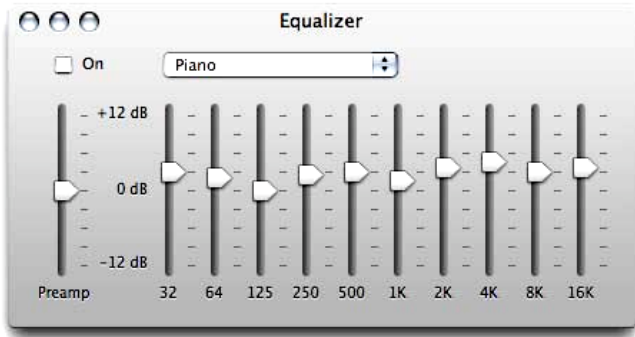 Equalizer
On Piano
+12 dB
0 dB
-12 dB
Preamp 32 64 125 250 500 1K 2K 4K 8K 16K